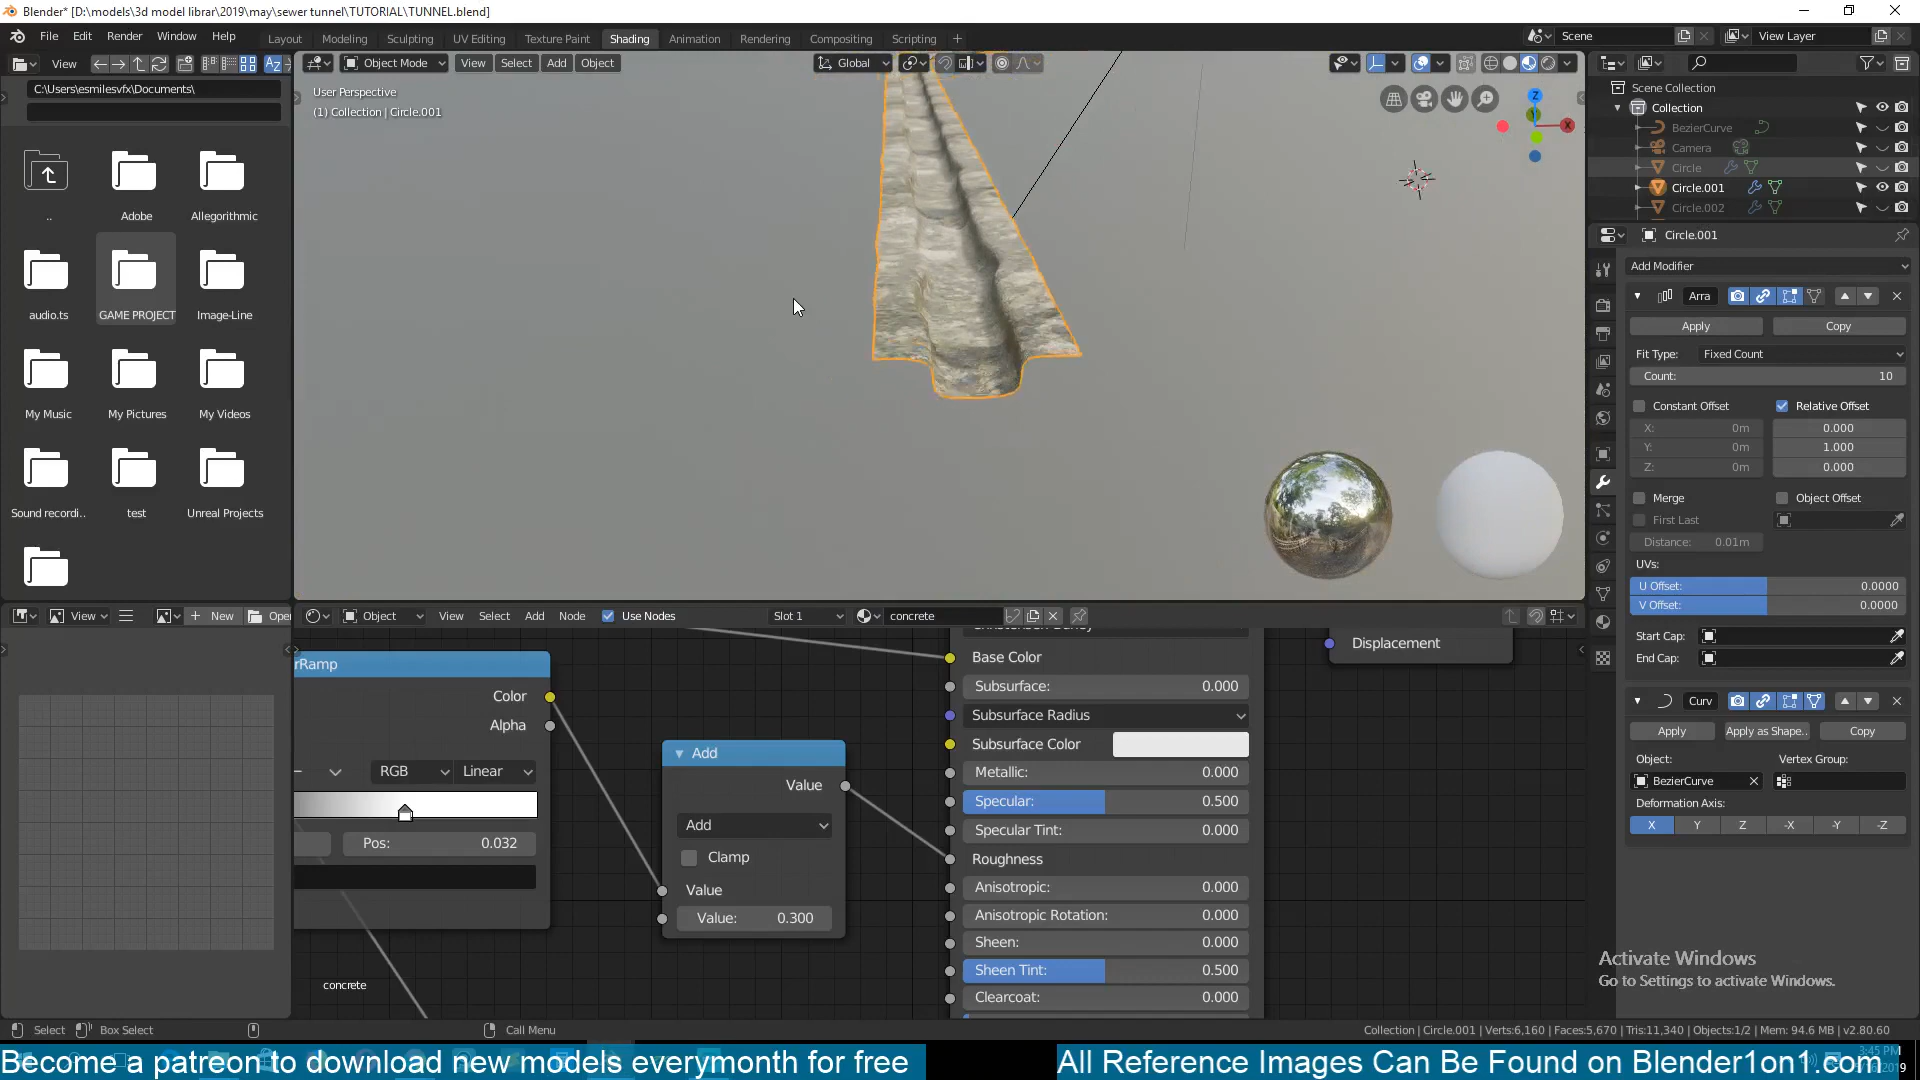 Blender* [D:\models\3d model librar\2019\may\sewer tunnel\TUTORIAL\TUNNEL.blend]
File Edit Render Window Help Layout Modeling Sculpting UV Editing Texture Paint Shading Animation Rendering Compositing Scripting + Scene View Layer
View Object Mode View Select Add Object Global
C:\Users\esmilesvfx\Documents\
User Perspective
(1) Collection | Circle.001
.. Adobe Allegorithmic
audio.ts GAME PROJECT Image-Line
My Music My Pictures My Videos
Sound recordi.. test Unreal Projects
Z X
Scene Collection
Collection
BezierCurve
Camera
Circle
Circle.001
Circle.002
Circle.001
Add Modifier
Arra
Apply Copy
Fit Type: Fixed Count
Count: 10
Constant Offset Relative Offset
X: 0m 0.000
Y: 0m 1.000
Z: 0m 0.000
Merge Object Offset
First Last
Distance: 0.01m
UVs:
U Offset: 0.0000
V Offset: 0.0000
Start Cap:
End Cap:
Curv
Apply Apply as Shape.. Copy
Object: Vertex Group:
BezierCurve
Deformation Axis:
X Y Z -X -Y -Z
View New Open
Object View Select Add Node Use Nodes Slot 1 concrete
rRamp
Color
Alpha
RGB Linear
Pos: 0.032
Add
Value
Add
Clamp
Value
Value: 0.300
Base Color
Subsurface: 0.000
Subsurface Radius
Subsurface Color
Metallic: 0.000
Specular: 0.500
Specular Tint: 0.000
Roughness
Anisotropic: 0.000
Anisotropic Rotation: 0.000
Sheen: 0.000
Sheen Tint: 0.500
Clearcoat: 0.000
Displacement
concrete
Activate Windows
Go to Settings to activate Windows.
Select Box Select Call Menu
Collection | Circle.001 | Verts:6,160 | Faces:5,670 | Tris:11,340 | Objects:1/2 | Mem: 94.6 MB | v2.80.60
Become a patreon to download new models everymonth for free
All Reference Images Can Be Found on Blender1on1.com
3:45 PM